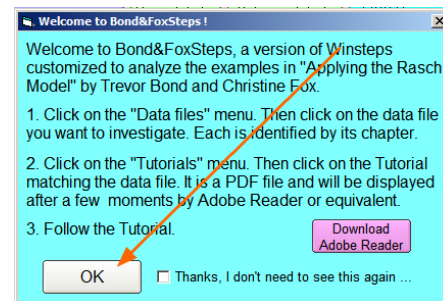 Welcome to Bond&FoxSteps !
Welcome to Bond&FoxSteps, a version of Winsteps
customized to analyze the examples in "Applying the Rasch
Model" by Trevor Bond and Christine Fox.
1. Click on the "Data files" menu. Then click on the data file
you want to investigate. Each is identified by its chapter.
2. Click on the "Tutorials" menu. Then click on the Tutorial
matching the data file. It is a PDF file and will be displayed
after a few moments by Adobe Reader or equivalent.
3. Follow the Tutorial.
Download
Adobe Reader
OK
Thanks, I don't need to see this again ...